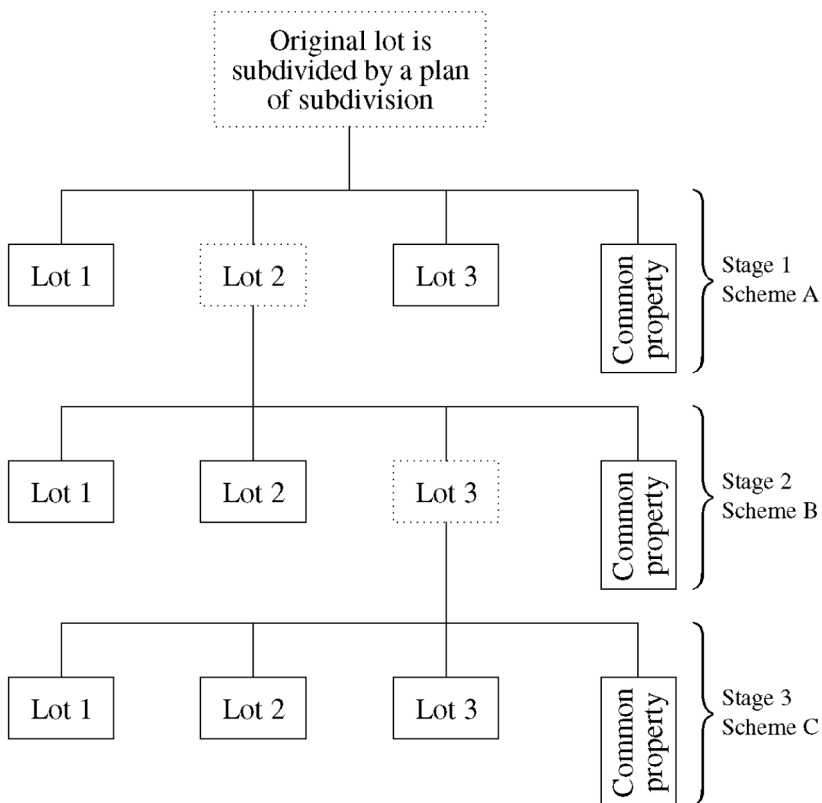 Original lot is
subdivided by a plan
of subdivision
Lot 1
Lot 2
Lot 3
Common
property
Stage 1
Scheme A
Lot 1
Lot 2
Lot 3
Common
property
Stage 2
Scheme B
Lot 1
Lot 2
Lot 3
Common
property
Stage 3
Scheme C